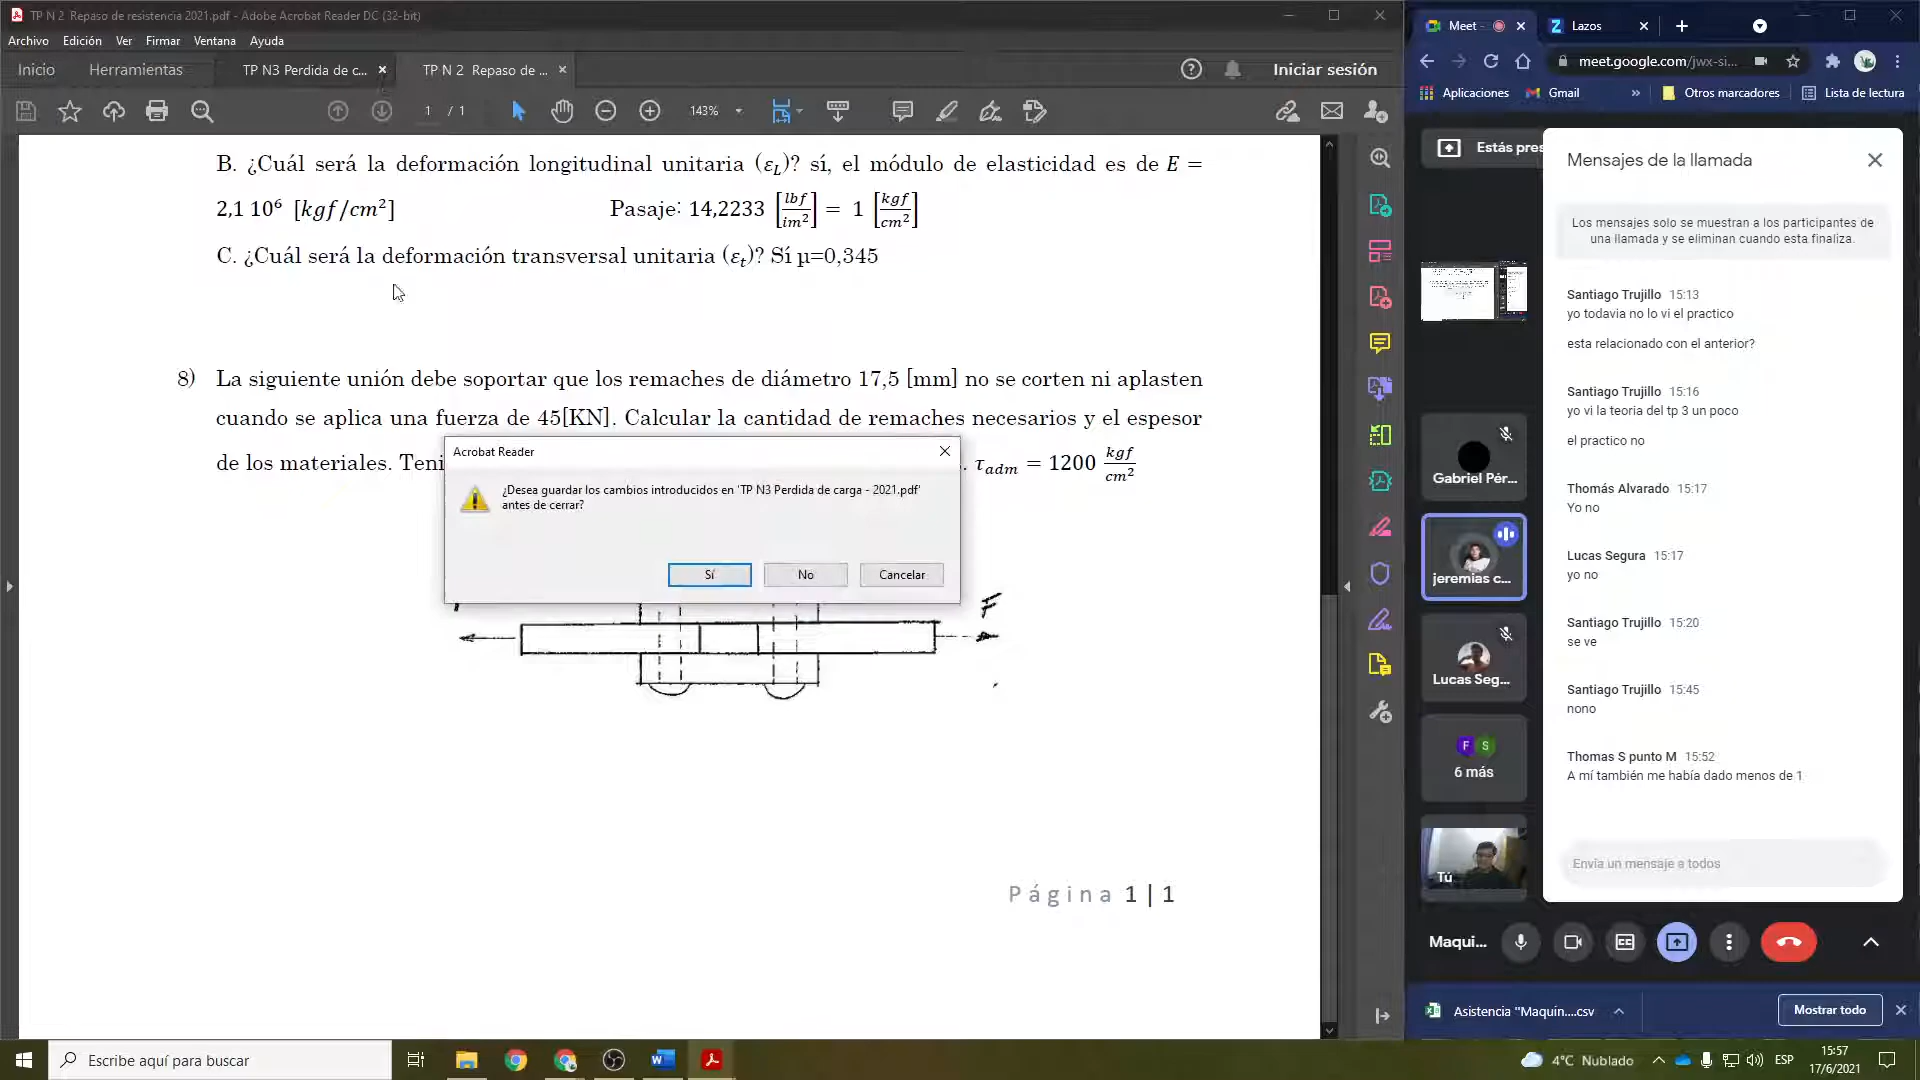 TP N 2 Repaso de resistencia 2021.pdf - Adobe Acrobat Reader DC (32-bit)
Archivo Edición Ver Firmar Ventana Ayuda
Inicio Herramientas TP N3 Perdida de c... TP N 2 Repaso de ... Iniciar sesión
1 / 1 143%
B. ¿Cuál será la deformación longitudinal unitaria (εL)? sí, el módulo de elasticidad es de E =
2,1 10⁶ [kgf/cm²] Pasaje: 14,2233 [lbf/im²] = 1 [kgf/cm²]
C. ¿Cuál será la deformación transversal unitaria (εt)? Sí µ=0,345
8) La siguiente unión debe soportar que los remaches de diámetro 17,5 [mm] no se corten ni aplasten
cuando se aplica una fuerza de 45[KN]. Calcular la cantidad de remaches necesarios y el espesor
de los materiales. Teni . τadm = 1200 kgf/cm²
Acrobat Reader
¿Desea guardar los cambios introducidos en 'TP N3 Perdida de carga - 2021.pdf'
antes de cerrar?
Sí No Cancelar
F
Página 1 | 1
Meet - Lazos
meet.google.com/jwx-si...
Aplicaciones Gmail » Otros marcadores Lista de lectura
Estás pres
Mensajes de la llamada
Los mensajes solo se muestran a los participantes de
una llamada y se eliminan cuando esta finaliza.
Santiago Trujillo 15:13
yo todavia no lo vi el practico
esta relacionado con el anterior?
Santiago Trujillo 15:16
yo vi la teoria del tp 3 un poco
el practico no
Thomás Alvarado 15:17
Yo no
Lucas Segura 15:17
yo no
Santiago Trujillo 15:20
se ve
Santiago Trujillo 15:45
nono
Thomas S punto M 15:52
A mí también me había dado menos de 1
Envía un mensaje a todos
Gabriel Pér...
jeremias c...
Lucas Seg...
F S
6 más
Tú
Maqui...
Asistencia "Maquín....csv Mostrar todo
Escribe aquí para buscar
4°C Nublado ESP
15:57
17/6/2021